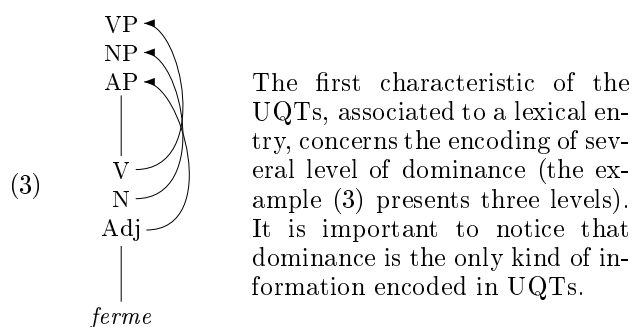 VP
NP
AP
V
(3)
N
Adj
ferme
The first characteristic of the
UQTs, associated to a lexical en-
try, concerns the encoding of sev-
eral level of dominance (the ex-
ample (3) presents three levels).
It is important to notice that
dominance is the only kind of in-
formation encoded in UQTs.